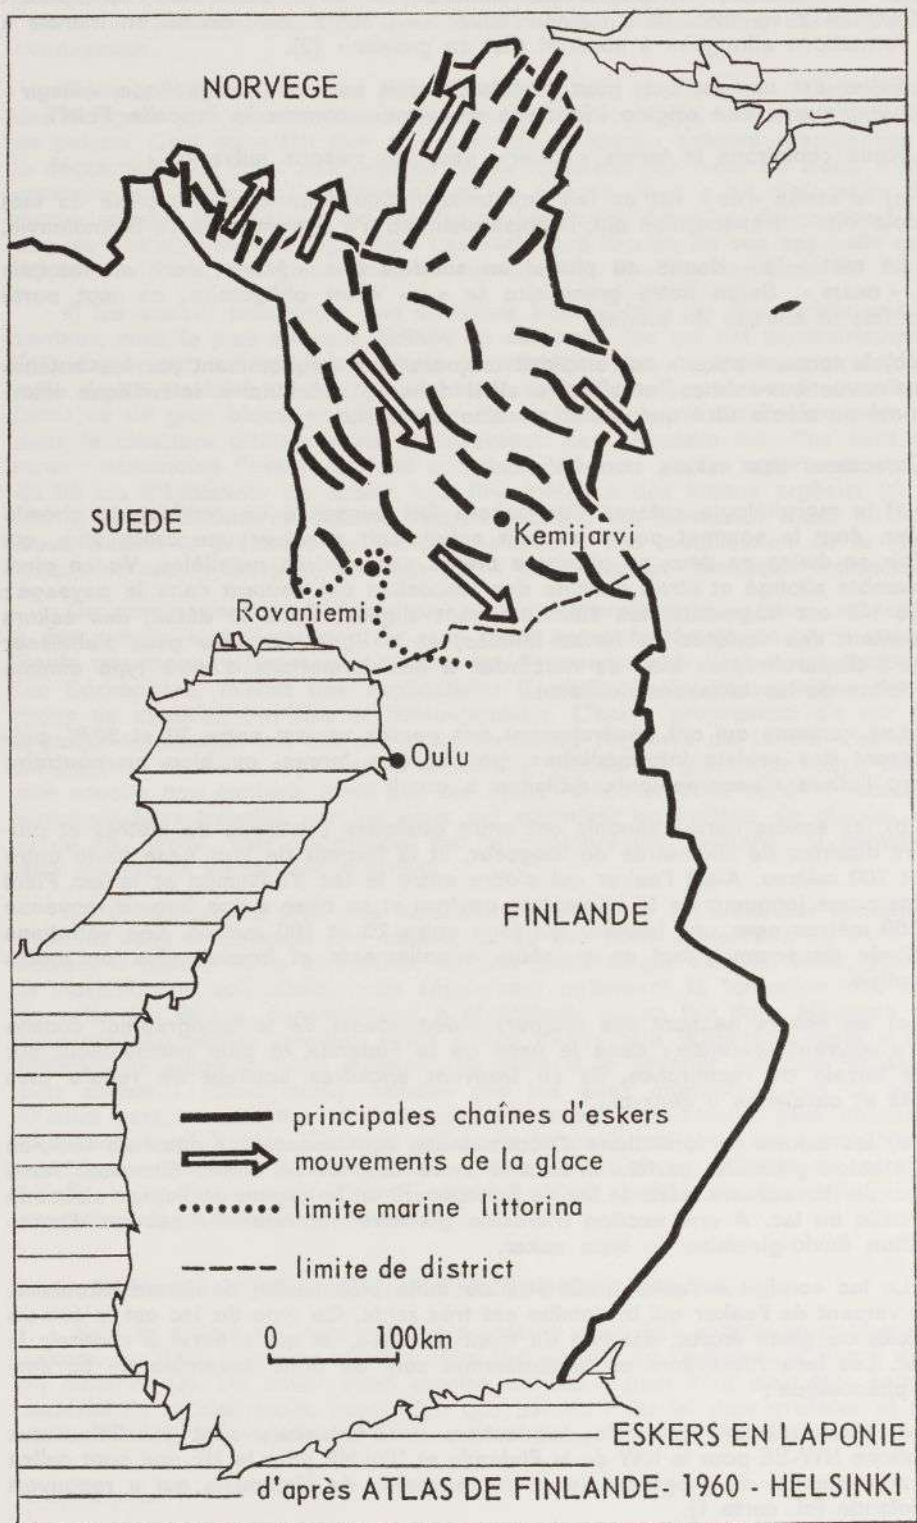 NORVEGE
SUEDE
Kemijarvi
Rovaniemi
Oulu
FINLANDE
principales chaînes d'eskers
mouvements de la glace
limite marine littorina
limite de district
0 100km
ESKERS EN LAPONIE
d'après ATLAS DE FINLANDE- 1960 - HELSINKI